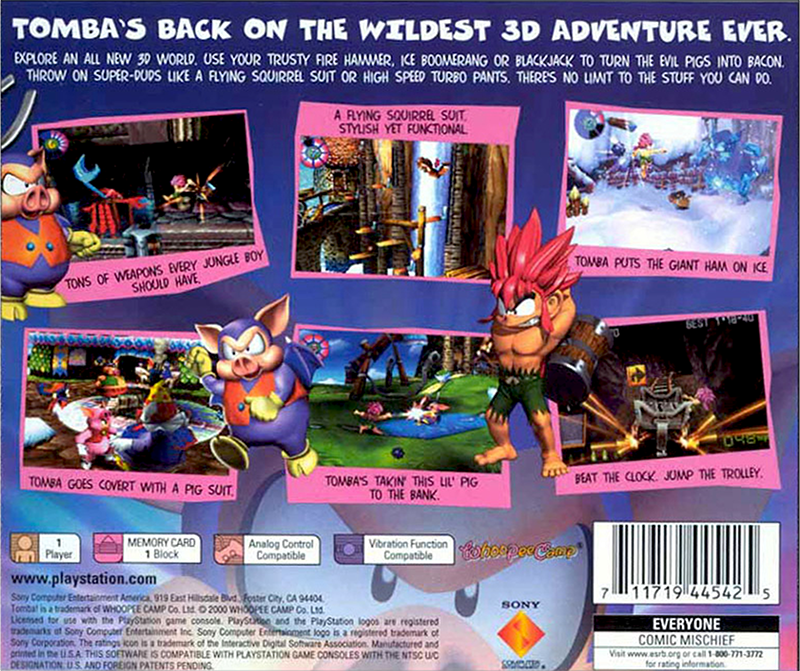 TOMBA'S BACK ON THE WILDEST 3D ADVENTURE EVER.
EXPLORE AN ALL NEW 3D WORLD. USE YOUR TRUSTY FIRE HAMMER, ICE BOOMERANG OR BLACKJACK TO TURN THE EVIL PIGS INTO BACON.
THROW ON SUPER-DUDS LIKE A FLYING SQUIRREL SUIT OR HIGH SPEED TURBO PANTS. THERE'S NO LIMIT TO THE STUFF YOU CAN DO.
A FLYING SQUIRREL SUIT.
STYLISH YET FUNCTIONAL.
TONS OF WEAPONS EVERY JUNGLE BOY
SHOULD HAVE.
TOMBA PUTS THE GIANT HAM ON ICE.
BEST 1'18"40
TOMBA GOES COVERT WITH A PIG SUIT.
TOMBA'S TAKIN' THIS LIL' PIG
TO THE BANK.
BEAT THE CLOCK. JUMP THE TROLLEY.
1
Player
MEMORY CARD
1 Block
Analog Control
Compatible
Vibration Function
Compatible
Whoopee Camp
www.playstation.com
Sony Computer Entertainment America, 919 East Hillsdale Blvd., Foster City, CA 94404.
Tomba! is a trademark of WHOOPEE CAMP Co. Ltd. © 2000 WHOOPEE CAMP Co. Ltd.
Licensed for use with the PlayStation game console. PlayStation and the PlayStation logos are registered
trademarks of Sony Computer Entertainment Inc. Sony Computer Entertainment logo is a registered trademark of
Sony Corporation. The ratings icon is a trademark of the Interactive Digital Software Association. Manufactured and
printed in the U.S.A. THIS SOFTWARE IS COMPATIBLE WITH PLAYSTATION GAME CONSOLES WITH THE NTSC U/C
DESIGNATION. U.S. AND FOREIGN PATENTS PENDING.
SONY
7 11719 44542 5
EVERYONE
COMIC MISCHIEF
Visit www.esrb.org or call 1-800-771-3772
for rating information.